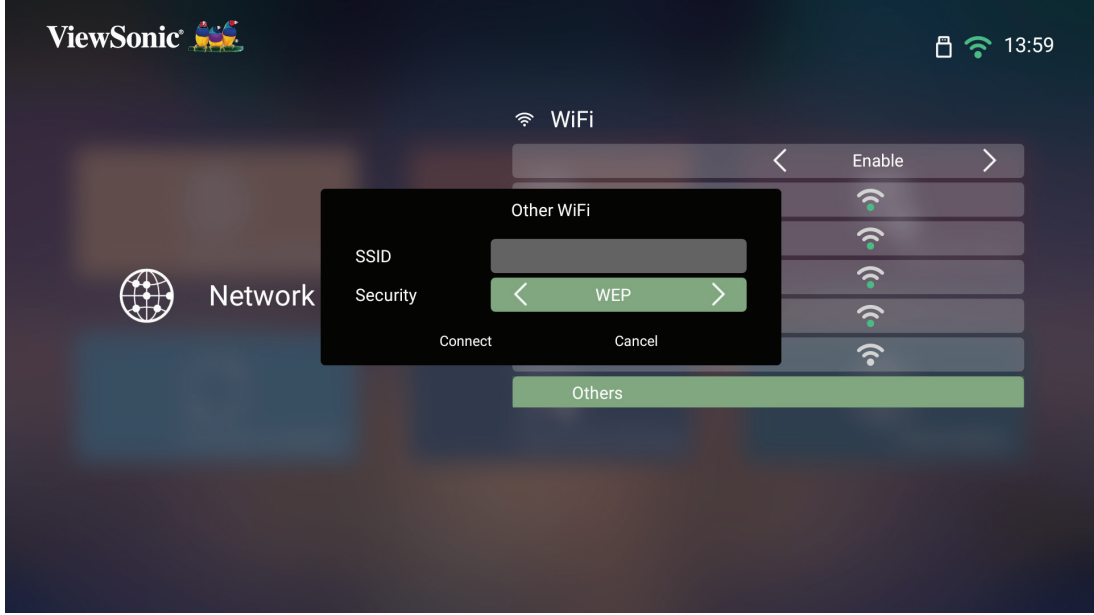 ViewSonic
13:59
WiFi
Enable
Other WiFi
SSID
Network
Security
WEP
Connect
Cancel
Others